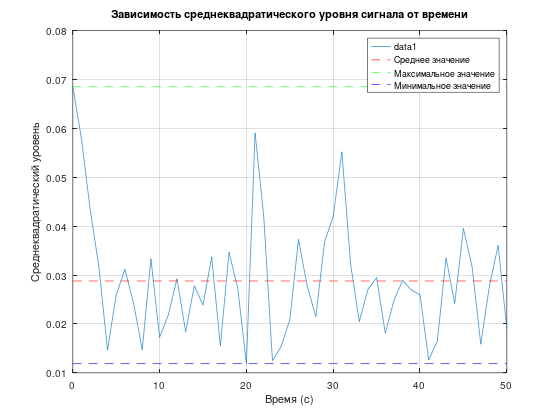 Зависимость среднеквадратического уровня сигнала от времени
0.08
0.07
0.06
0.05
0.04
0.03
0.02
0.01
Среднеквадратический уровень
data1
Среднее значение
Максимальное значение
Минимальное значение
0 10 20 30 40 50
Время (с)